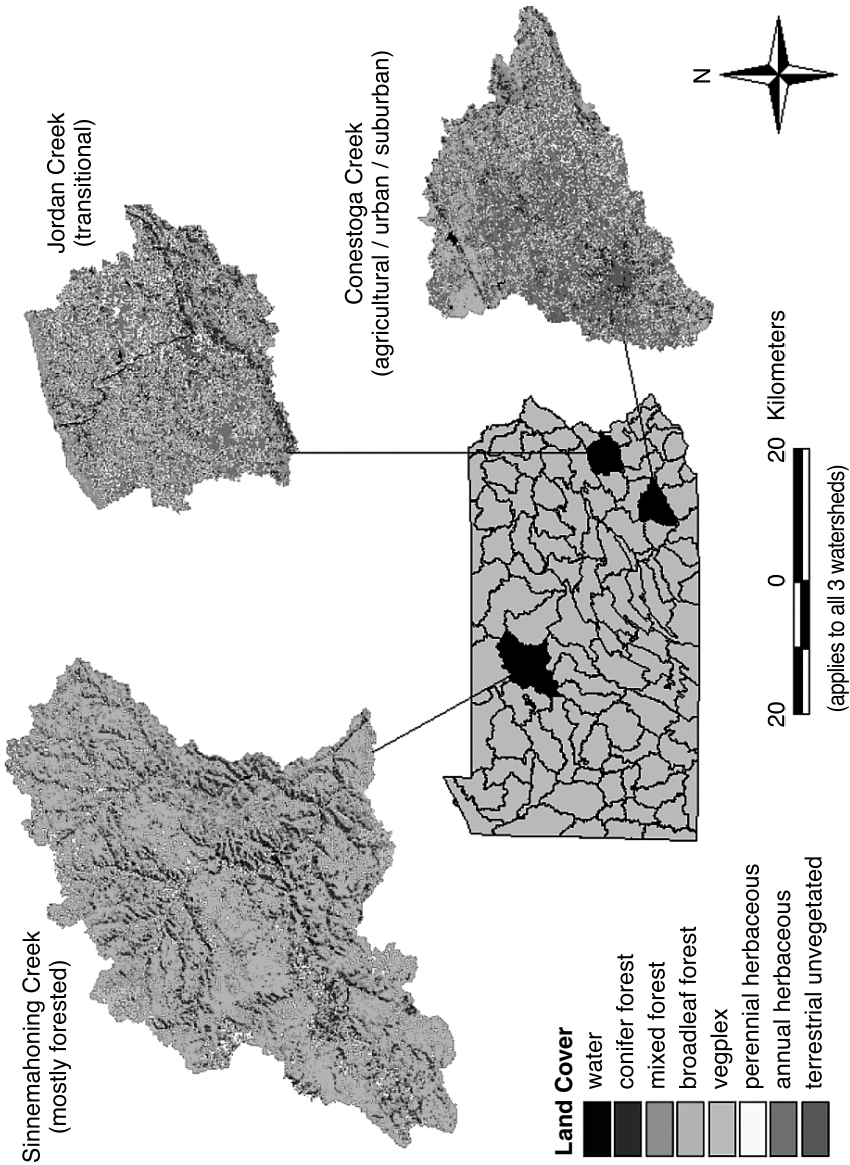 Sinnemahoning Creek
(mostly forested)
Jordan Creek
(transitional)
Conestoga Creek
(agricultural / urban / suburban)
N
Land Cover
water
conifer forest
mixed forest
broadleaf forest
vegplex
perennial herbaceous
annual herbaceous
terrestrial unvegetated
20 0 20 Kilometers
(applies to all 3 watersheds)